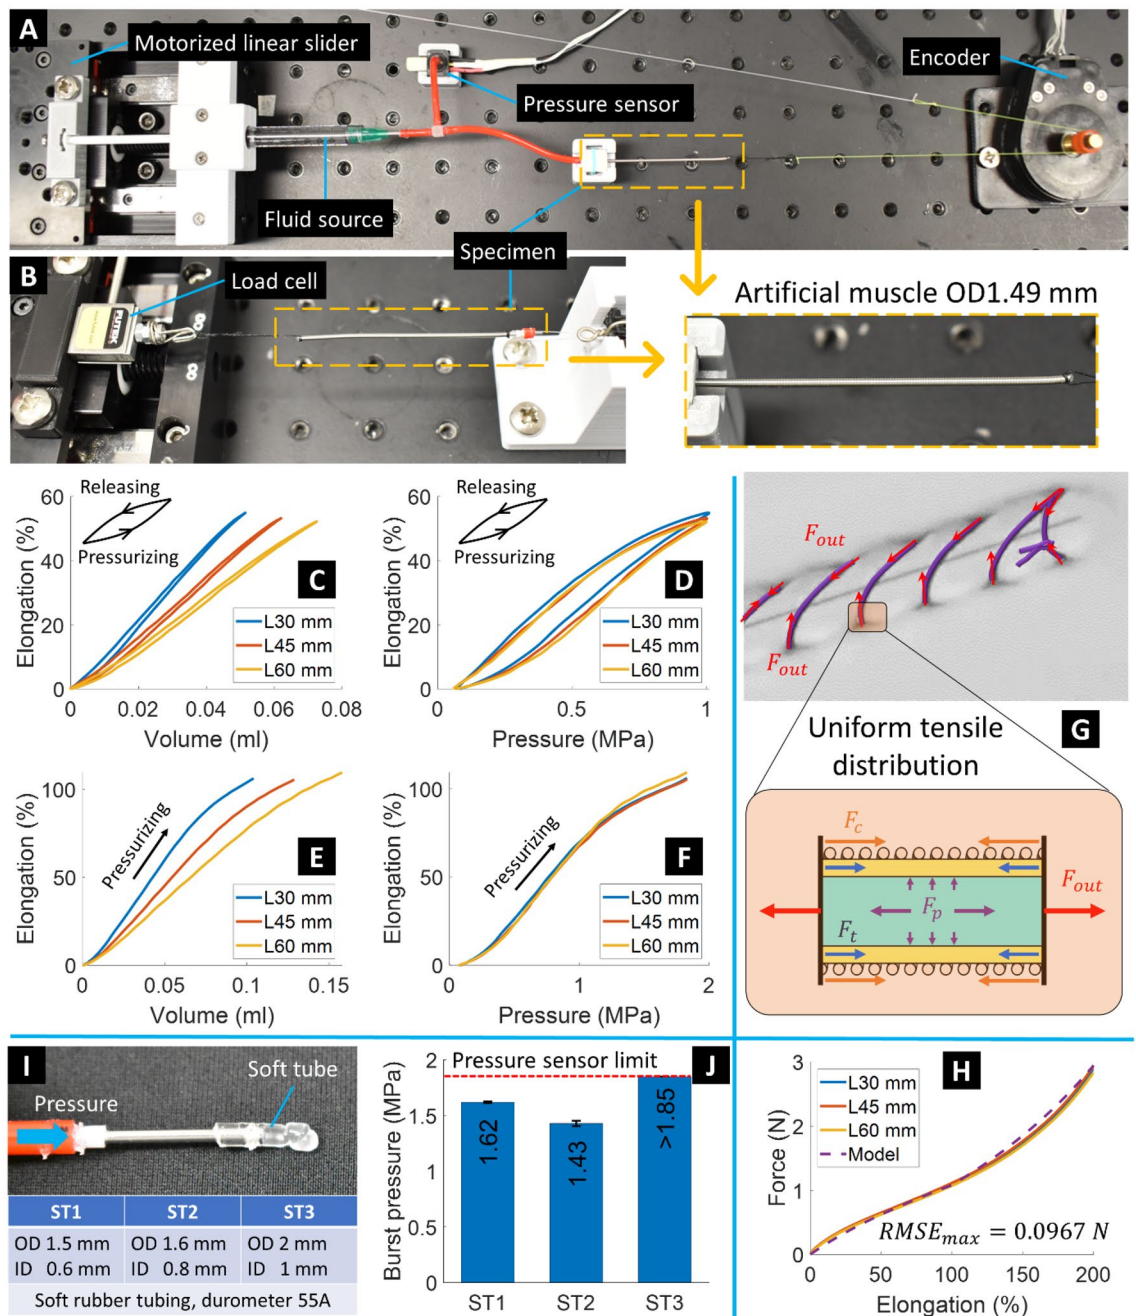 A
Motorized linear slider
Encoder
Pressure sensor
Fluid source
Specimen
B
Load cell
FUTEK
Artificial muscle OD1.49 mm
60
40
20
0
Elongation (%)
Releasing
Pressurizing
C
L30 mm
L45 mm
L60 mm
0 0.02 0.04 0.06 0.08
Volume (ml)
60
40
20
0
Elongation (%)
Releasing
Pressurizing
D
L30 mm
L45 mm
L60 mm
0.5 1
Pressure (MPa)
100
50
0
Elongation (%)
Pressurizing
E
L30 mm
L45 mm
L60 mm
0 0.05 0.1 0.15
Volume (ml)
100
50
0
Elongation (%)
Pressurizing
F
L30 mm
L45 mm
L60 mm
0 1 2
Pressure (MPa)
F_out
F_out
G
Uniform tensile
distribution
F_c
F_out
F_p
F_t
I
Soft tube
Pressure
ST1 ST2 ST3
OD 1.5 mm OD 1.6 mm OD 2 mm
ID 0.6 mm ID 0.8 mm ID 1 mm
Soft rubber tubing, durometer 55A
J
2
1.5
1
0.5
0
Burst pressure (MPa)
Pressure sensor limit
1.62
1.43
>1.85
ST1 ST2 ST3
H
3
2
1
0
Force (N)
L30 mm
L45 mm
L60 mm
Model
RMSE_max = 0.0967 N
0 50 100 150 200
Elongation (%)